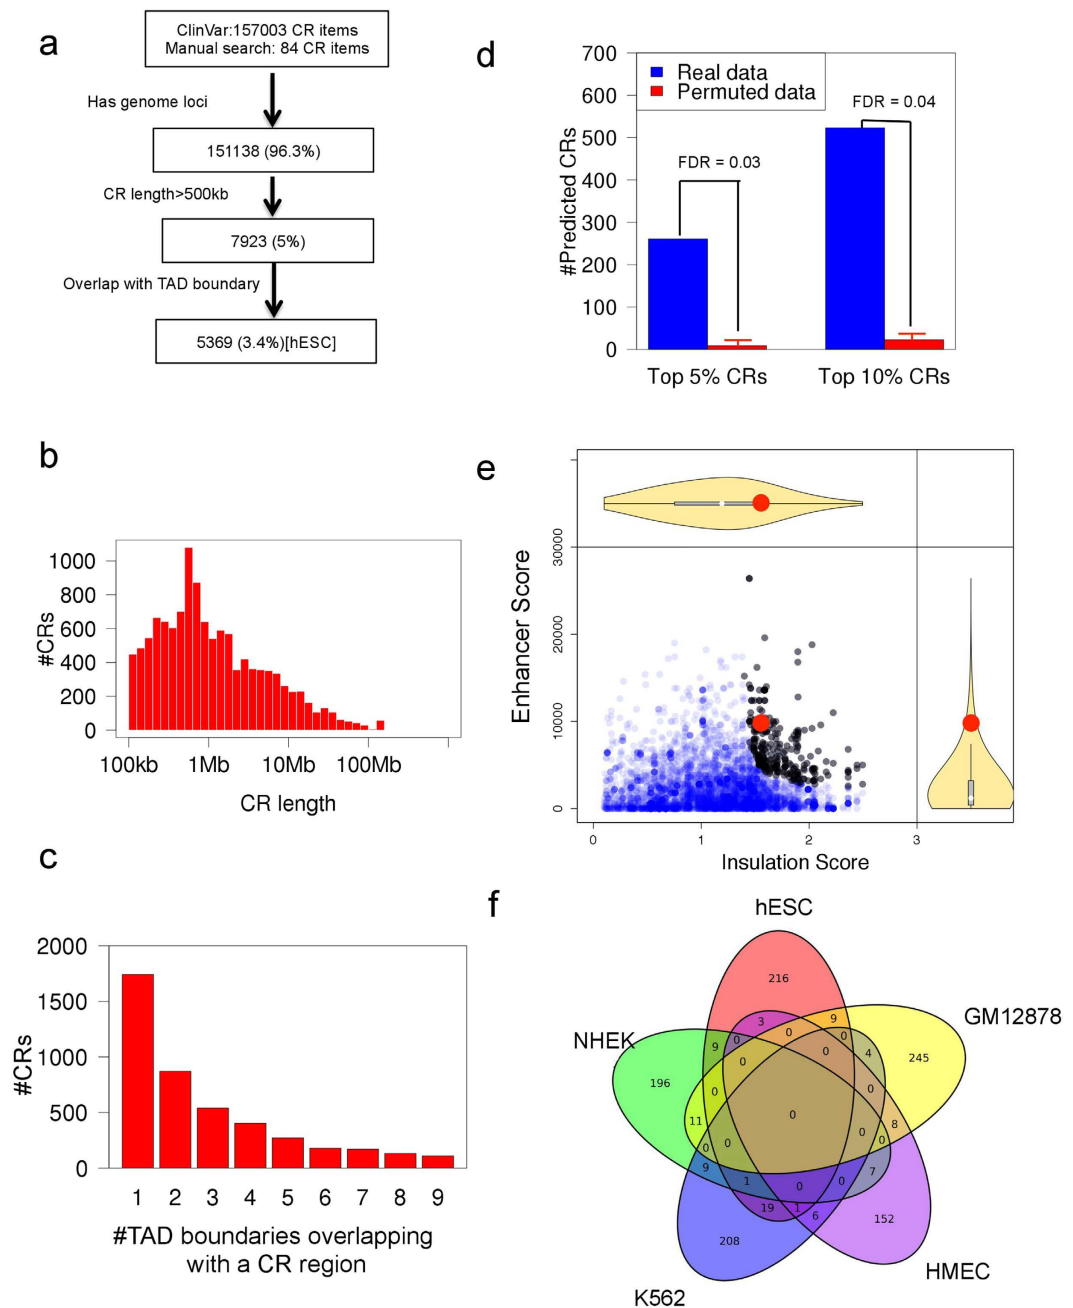 a
ClinVar:157003 CR items
Manual search: 84 CR items
Has genome loci
151138 (96.3%)
CR length>500kb
7923 (5%)
Overlap with TAD boundary
5369 (3.4%)[hESC]
b
#CRs
1000
800
600
400
200
0
100kb 1Mb 10Mb 100Mb
CR length
c
#CRs
2000
1500
1000
500
0
1 2 3 4 5 6 7 8 9
#TAD boundaries overlapping
with a CR region
d
#Predicted CRs
700
600
500
400
300
200
100
0
Real data
Permuted data
FDR = 0.03
FDR = 0.04
Top 5% CRs Top 10% CRs
e
Enhancer Score
30000
20000
10000
0
0 1 2 3
Insulation Score
f
hESC
GM12878
NHEK
HMEC
K562
216
3
9
9
0
0
0
4
245
0
0
196
0
0
0
11
8
0
0
0
0
9
7
1
0
0
19
1
6
152
208